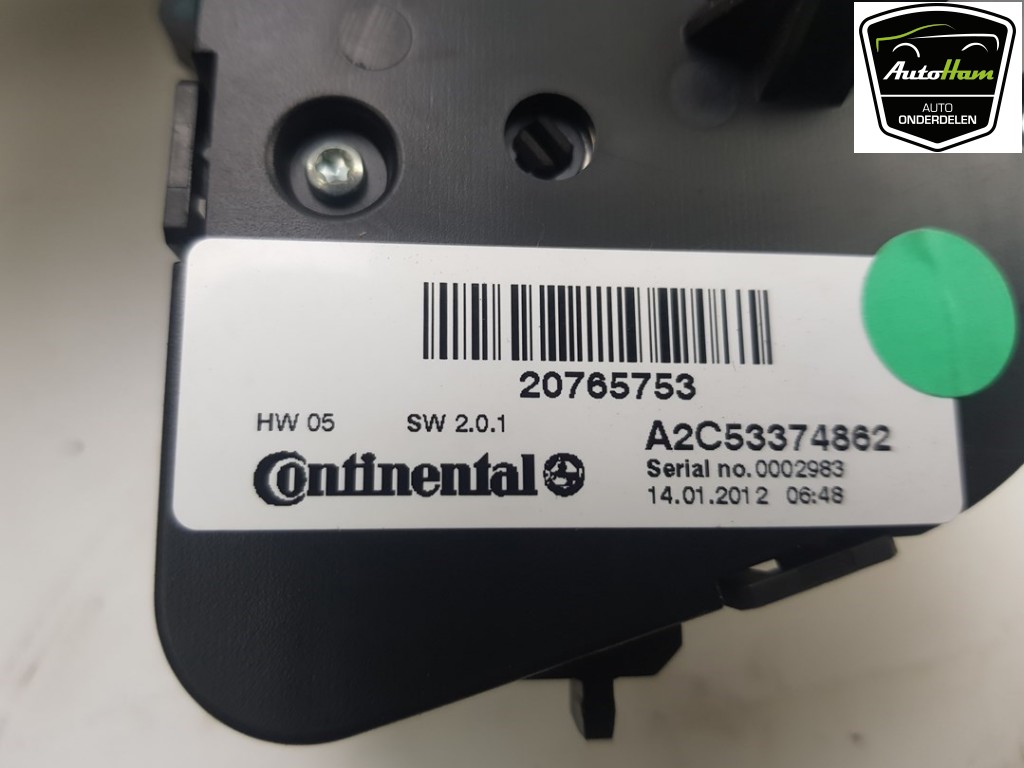 AutoHam
AUTO
ONDERDELEN
20765753
HW 05 SW 2.0.1
A2C53374862
Continental
Serial no.0002983
14.01.2012 06:48